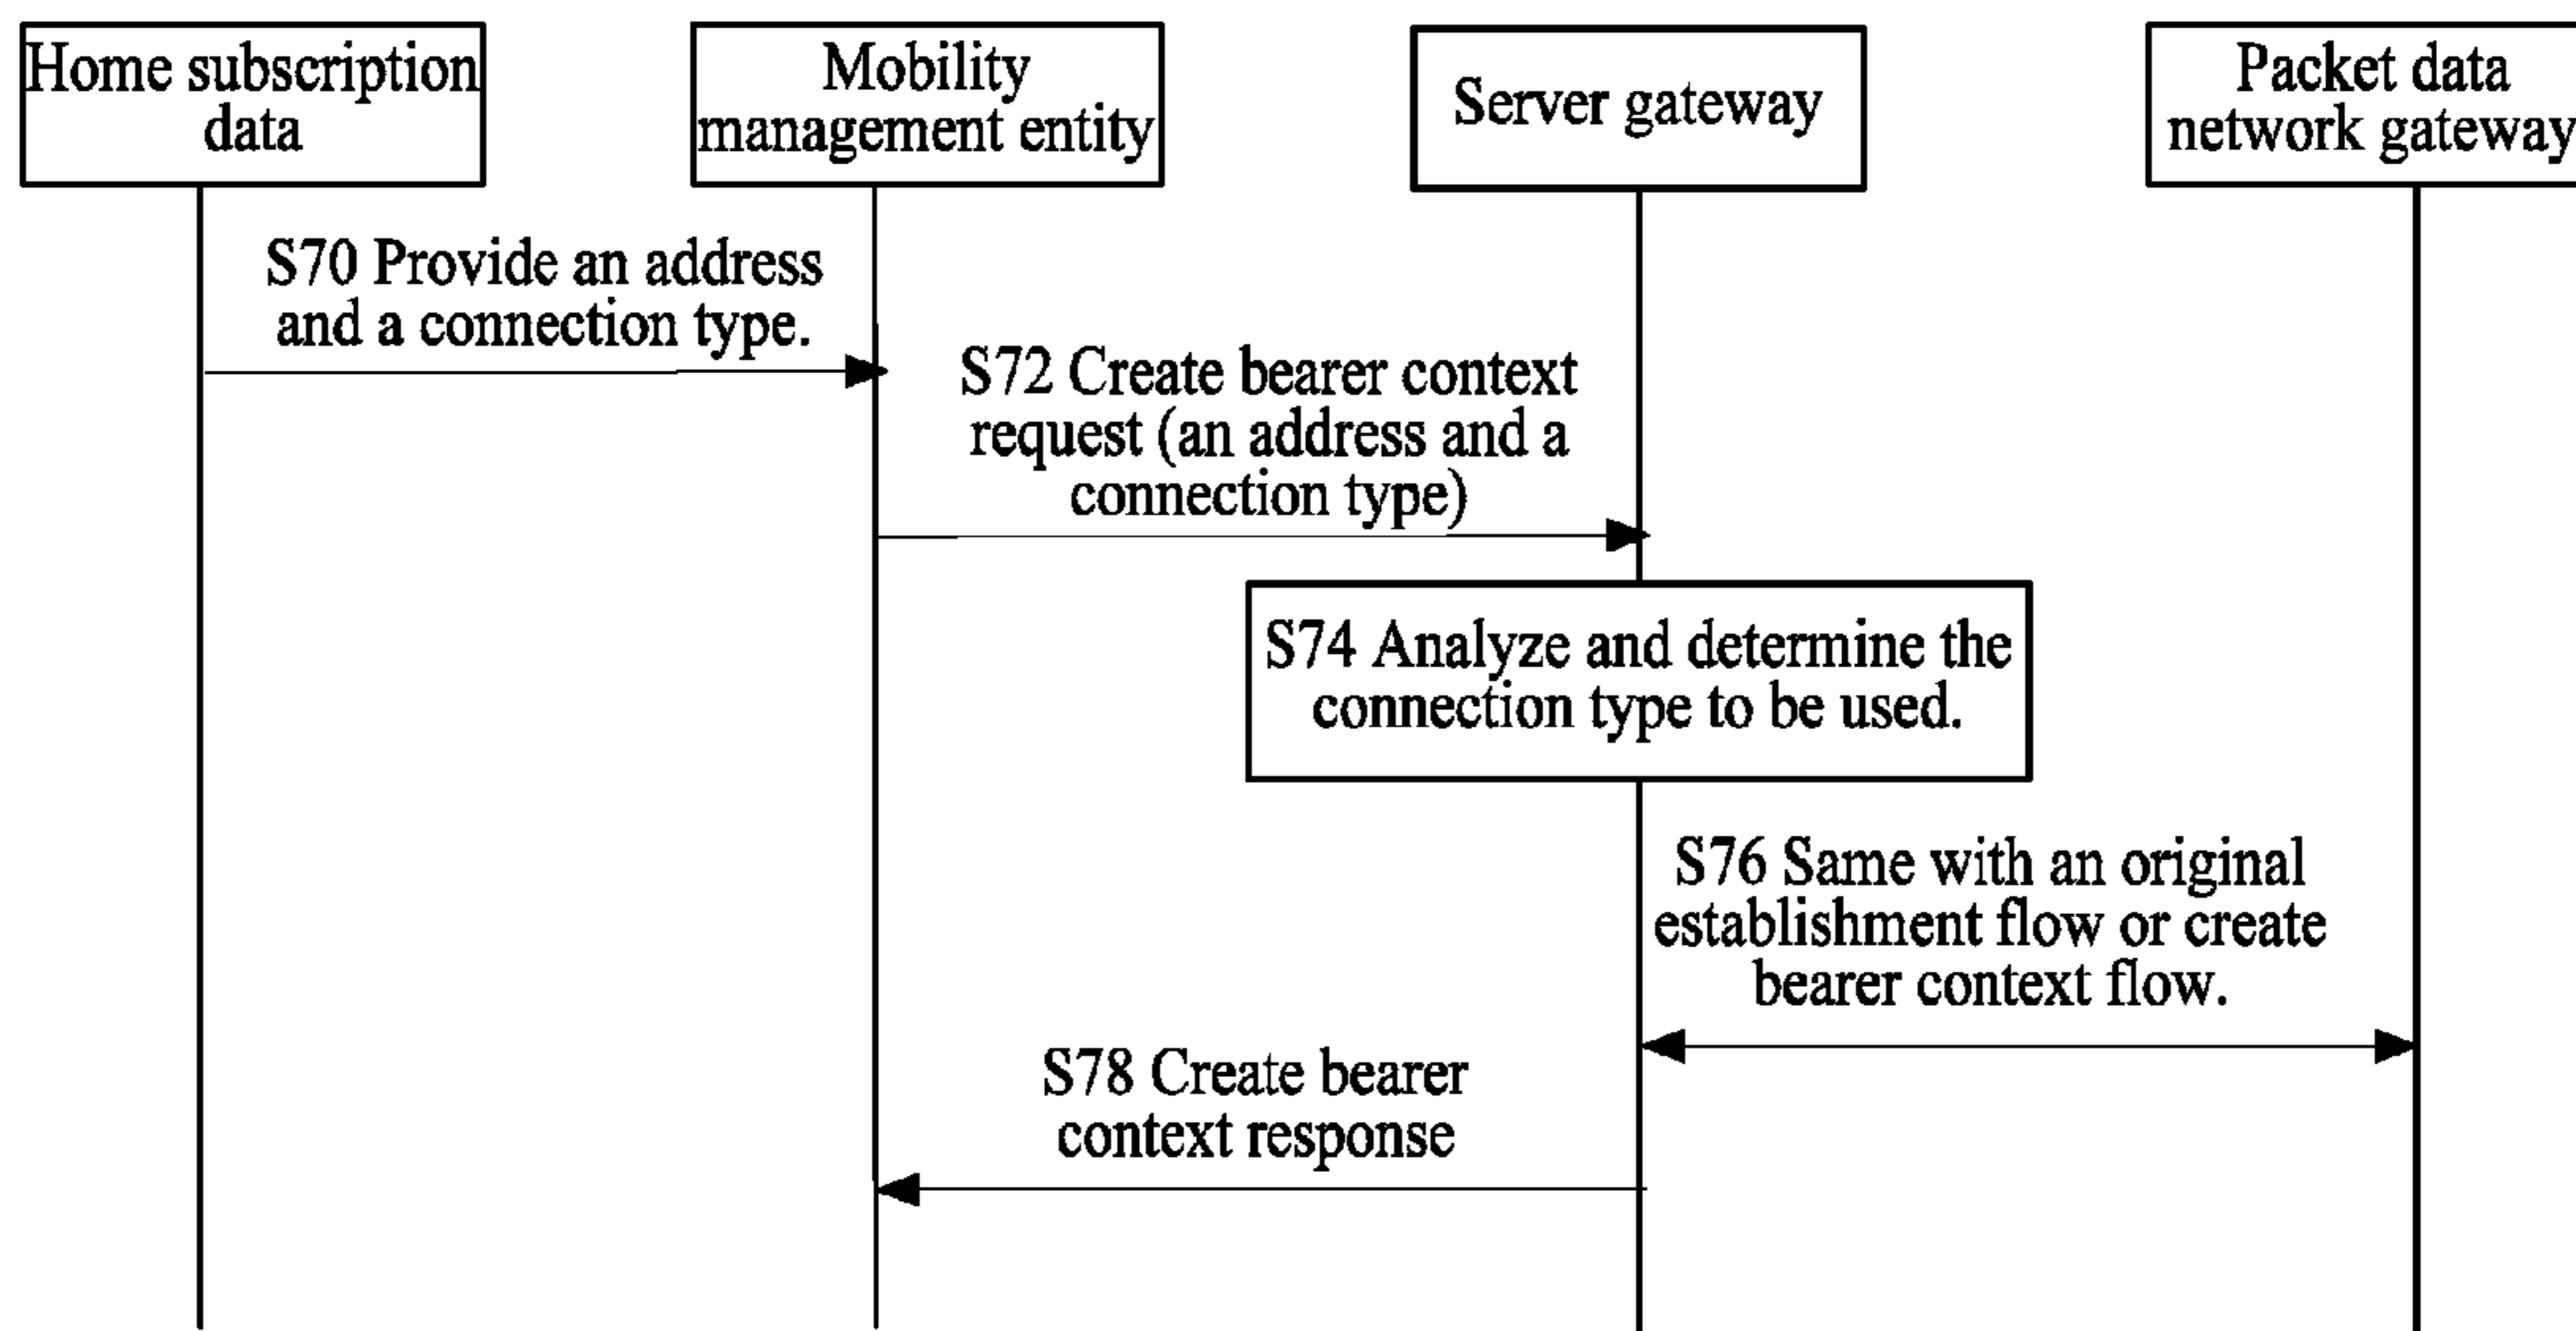 Home subscription
data
Mobility
management entity
Server gateway
Packet data
network gateway
S70 Provide an address
and a connection type.
S72 Create bearer context
request (an address and a
connection type)
S74 Analyze and determine the
connection type to be used.
S76 Same with an original
establishment flow or create
bearer context flow.
S78 Create bearer
context response